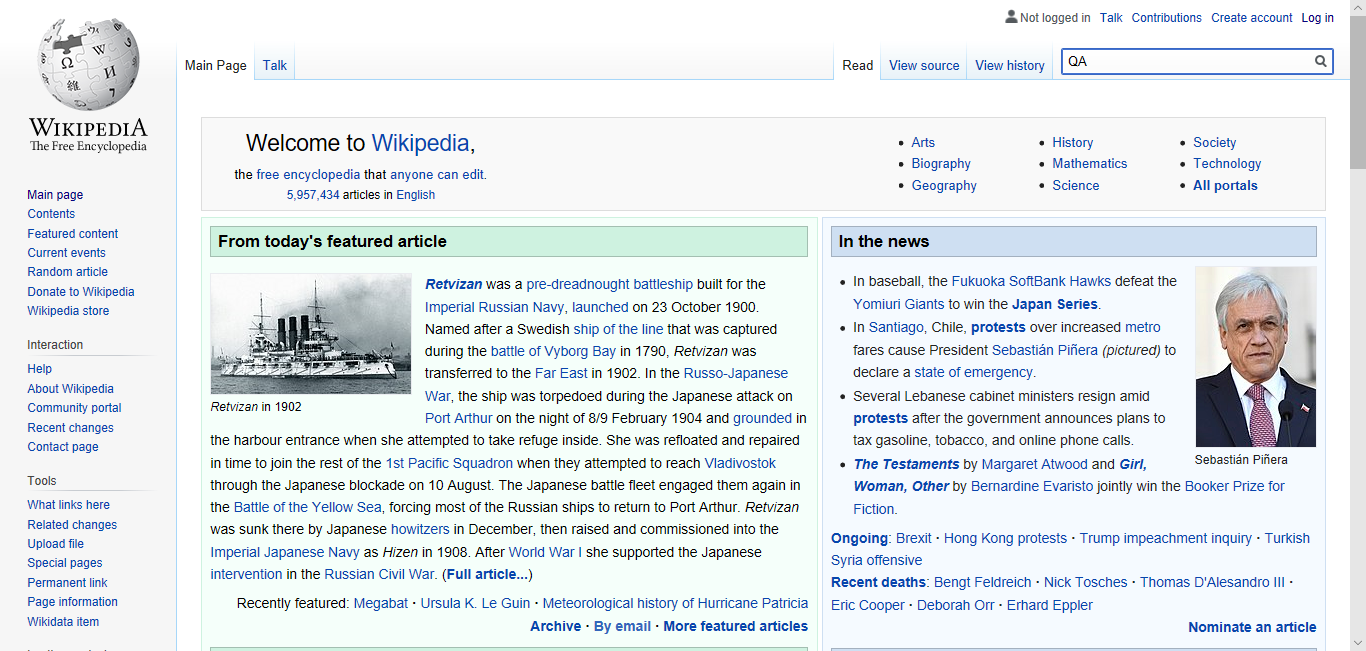 Not logged in Talk Contributions Create account Log in
Main Page Talk Read View source View history QA
WIKIPEDIA
The Free Encyclopedia
Main page
Contents
Featured content
Current events
Random article
Donate to Wikipedia
Wikipedia store
Interaction
Help
About Wikipedia
Community portal
Recent changes
Contact page
Tools
What links here
Related changes
Upload file
Special pages
Permanent link
Page information
Wikidata item
Welcome to Wikipedia,
the free encyclopedia that anyone can edit.
5,957,434 articles in English
• Arts
• Biography
• Geography
• History
• Mathematics
• Science
• Society
• Technology
• All portals
From today's featured article
Retvizan in 1902
Retvizan was a pre-dreadnought battleship built for the
Imperial Russian Navy, launched on 23 October 1900.
Named after a Swedish ship of the line that was captured
during the battle of Vyborg Bay in 1790, Retvizan was
transferred to the Far East in 1902. In the Russo-Japanese
War, the ship was torpedoed during the Japanese attack on
Port Arthur on the night of 8/9 February 1904 and grounded in
the harbour entrance when she attempted to take refuge inside. She was refloated and repaired
in time to join the rest of the 1st Pacific Squadron when they attempted to reach Vladivostok
through the Japanese blockade on 10 August. The Japanese battle fleet engaged them again in
the Battle of the Yellow Sea, forcing most of the Russian ships to return to Port Arthur. Retvizan
was sunk there by Japanese howitzers in December, then raised and commissioned into the
Imperial Japanese Navy as Hizen in 1908. After World War I she supported the Japanese
intervention in the Russian Civil War. (Full article...)
Recently featured: Megabat · Ursula K. Le Guin · Meteorological history of Hurricane Patricia
Archive · By email · More featured articles
In the news
• In baseball, the Fukuoka SoftBank Hawks defeat the
Yomiuri Giants to win the Japan Series.
• In Santiago, Chile, protests over increased metro
fares cause President Sebastián Piñera (pictured) to
declare a state of emergency.
• Several Lebanese cabinet ministers resign amid
protests after the government announces plans to
tax gasoline, tobacco, and online phone calls.
• The Testaments by Margaret Atwood and Girl,
Woman, Other by Bernardine Evaristo jointly win the Booker Prize for
Fiction.
Sebastián Piñera
Ongoing: Brexit · Hong Kong protests · Trump impeachment inquiry · Turkish
Syria offensive
Recent deaths: Bengt Feldreich · Nick Tosches · Thomas D'Alesandro III ·
Eric Cooper · Deborah Orr · Erhard Eppler
Nominate an article